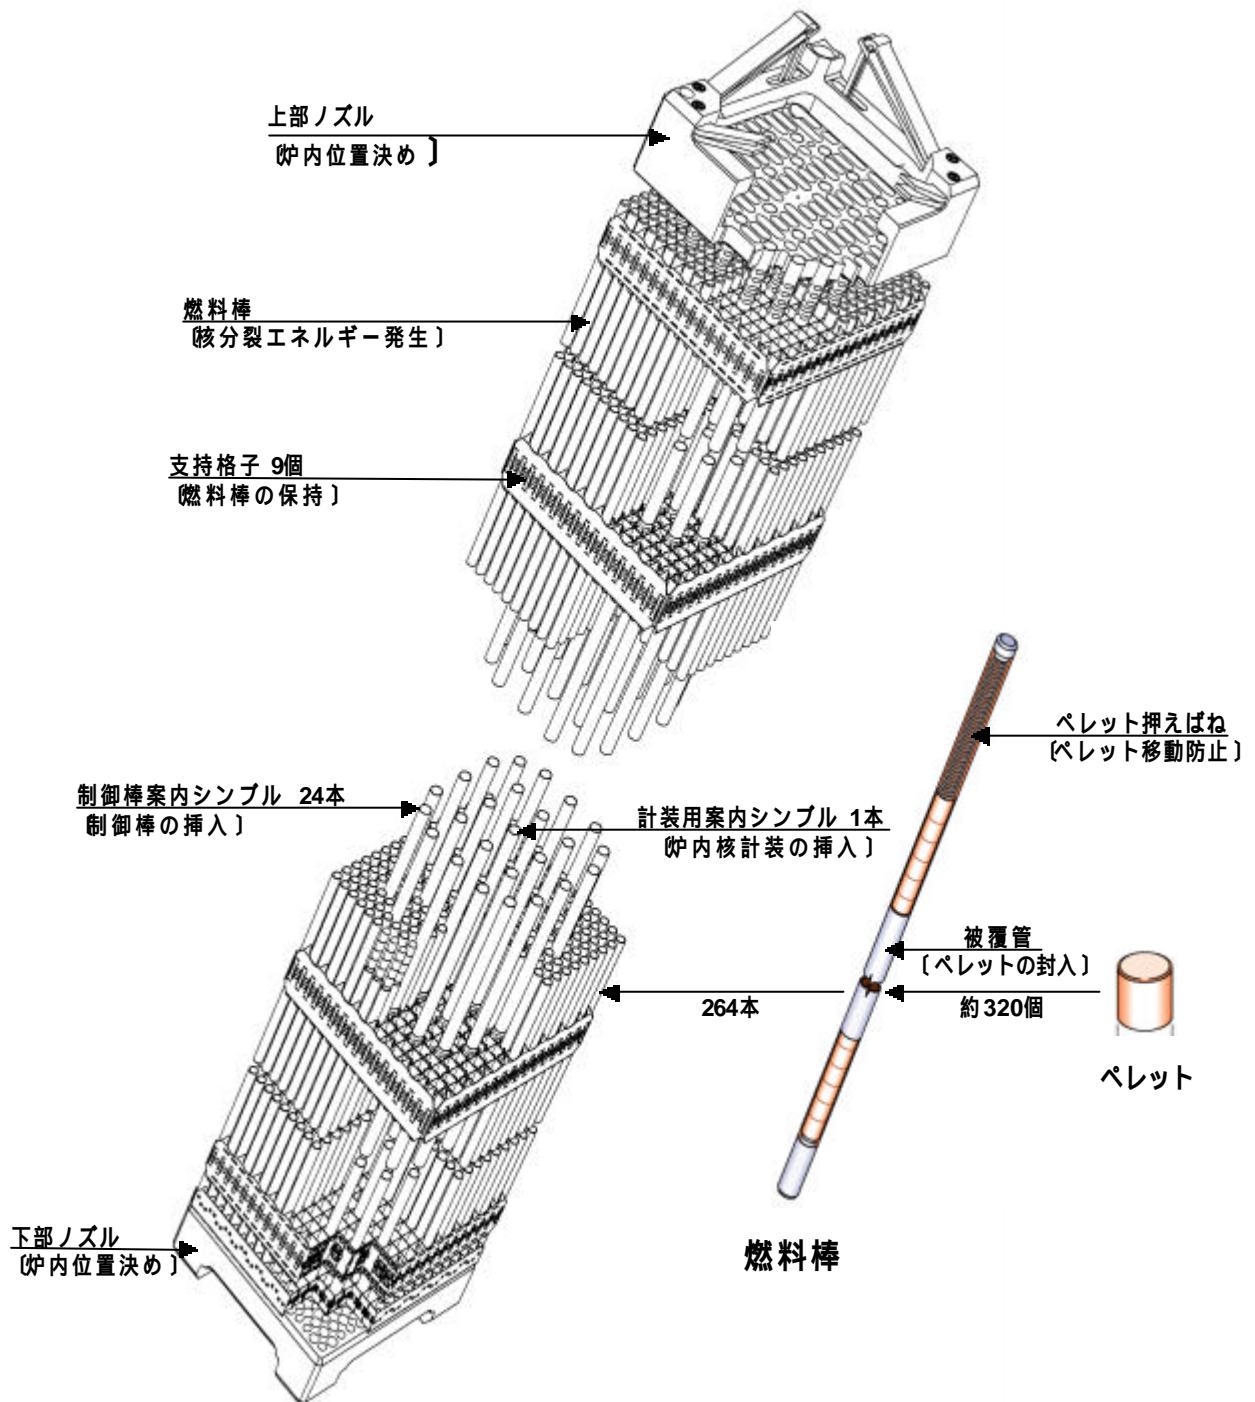 上部ノズル
〔炉内位置決め〕
燃料棒
〔核分裂エネルギー発生〕
支持格子 9個
〔燃料棒の保持〕
ペレット押えばね
〔ペレット移動防止〕
制御棒案内シンブル 24本
〔制御棒の挿入〕
計装用案内シンブル 1本
〔炉内核計装の挿入〕
被覆管
〔ペレットの封入〕
264本
約320個
ペレット
下部ノズル
〔炉内位置決め〕
燃料棒